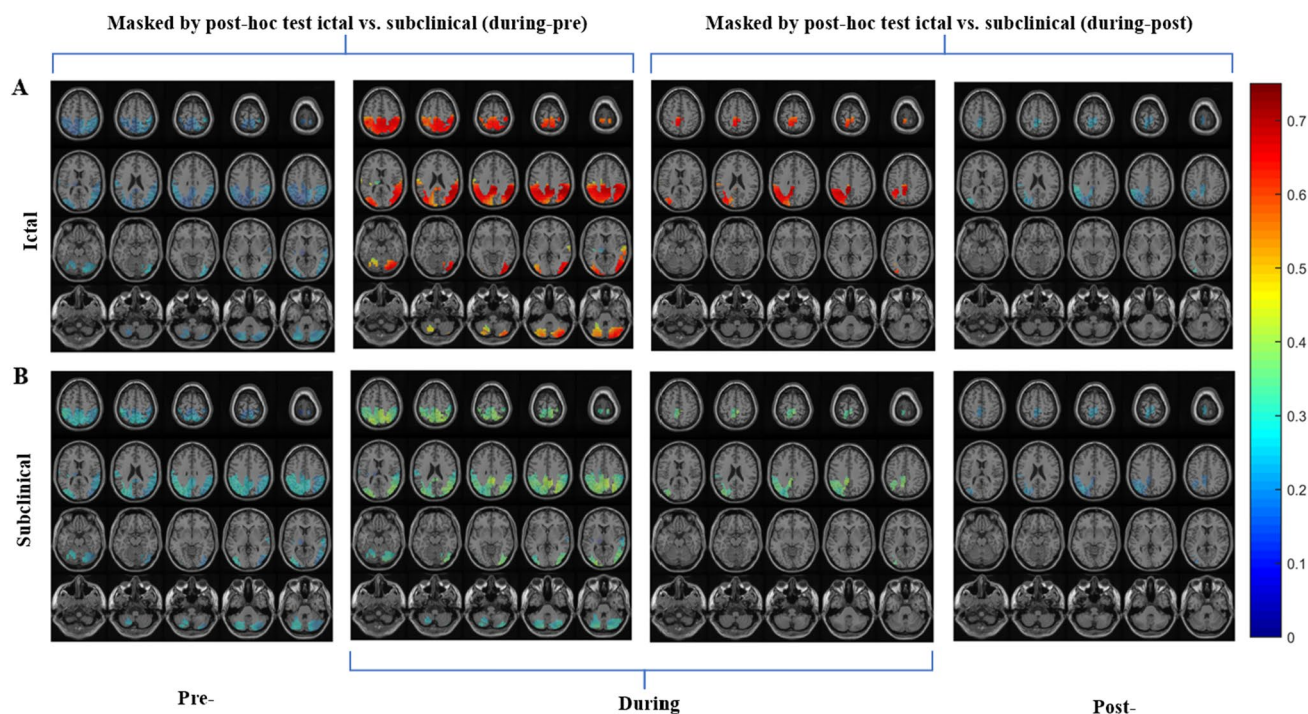 Masked by post-hoc test ictal vs. subclinical (during-pre)
Masked by post-hoc test ictal vs. subclinical (during-post)
A
Ictal
B
Subclinical
0.7
0.6
0.5
0.4
0.3
0.2
0.1
0
Pre-
During
Post-